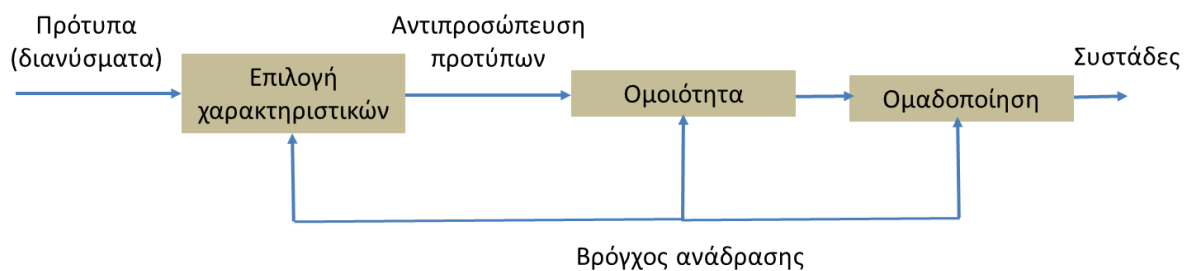 Πρότυπα
(διανύσματα)
Επιλογή
χαρακτηριστικών
Αντιπροσώπευση
προτύπων
Ομοιότητα
Ομαδοποίηση
Συστάδες
Βρόγχος ανάδρασης